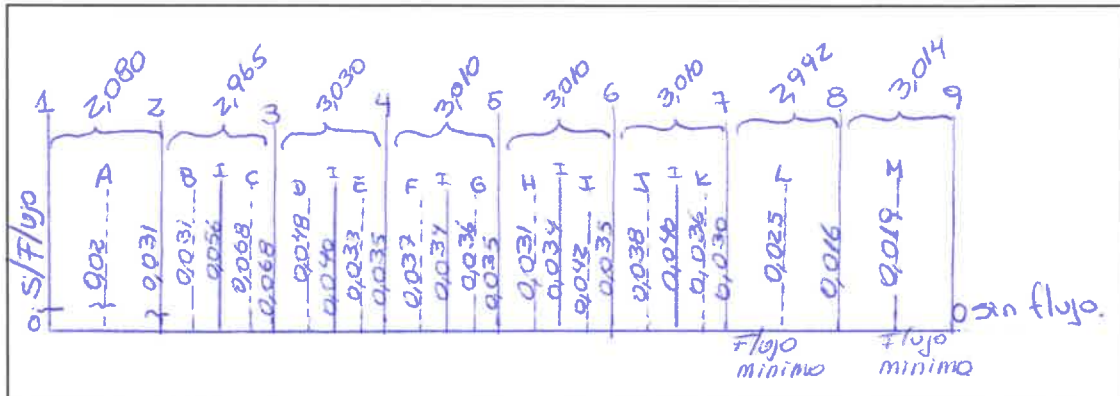 1 2,080 2 2,965 3 3,030 4 3,010 5 3,010 6 3,010 7 2,992 8 3,014 9
A B I C D I E F I G H I I J I K L M
0: S/Flujo 0,02 0,031 0,031 0,056 0,068 0,068 0,048 0,040 0,033 0,035 0,037 0,034 0,036 0,035 0,031 0,034 0,042 0,035 0,038 0,040 0,036 0,030 0,025 0,016 0,019 0 sin flujo.
Flujo Flujo
minimo minimo